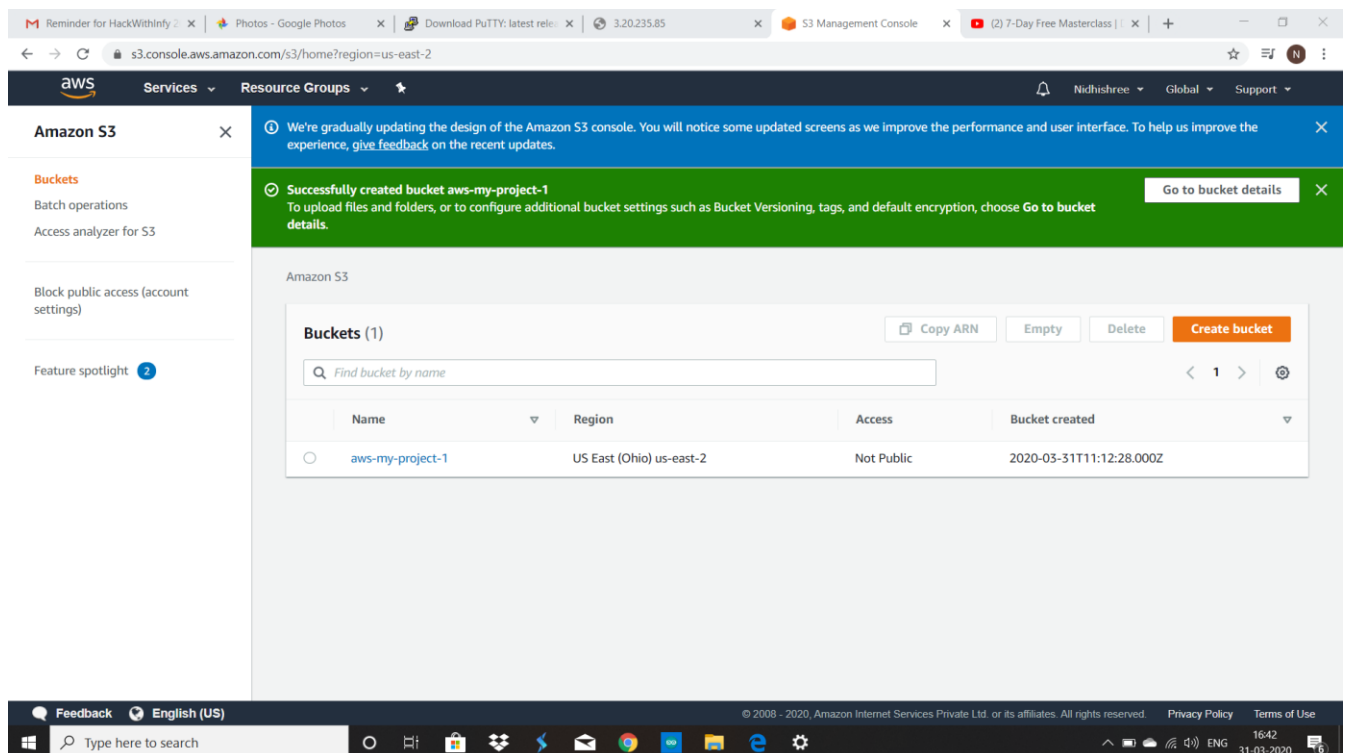 Reminder for HackWithInfy 2
Photos - Google Photos
Download PuTTY: latest relea
3.20.235.85
S3 Management Console
(2) 7-Day Free Masterclass |
s3.console.aws.amazon.com/s3/home?region=us-east-2
N
aws
Services
Resource Groups
Nidhishree
Global
Support
Amazon S3
Buckets
Batch operations
Access analyzer for S3
Block public access (account
settings)
Feature spotlight 2
We're gradually updating the design of the Amazon S3 console. You will notice some updated screens as we improve the performance and user interface. To help us improve the
experience, give feedback on the recent updates.
Successfully created bucket aws-my-project-1
Go to bucket details
To upload files and folders, or to configure additional bucket settings such as Bucket Versioning, tags, and default encryption, choose Go to bucket
details.
Amazon S3
Buckets (1)
Copy ARN
Empty
Delete
Create bucket
Find bucket by name
1
Name Region Access Bucket created
aws-my-project-1 US East (Ohio) us-east-2 Not Public 2020-03-31T11:12:28.000Z
Feedback
English (US)
© 2008 - 2020, Amazon Internet Services Private Ltd. or its affiliates. All rights reserved.
Privacy Policy
Terms of Use
Type here to search
ENG
16:42
31-03-2020
6